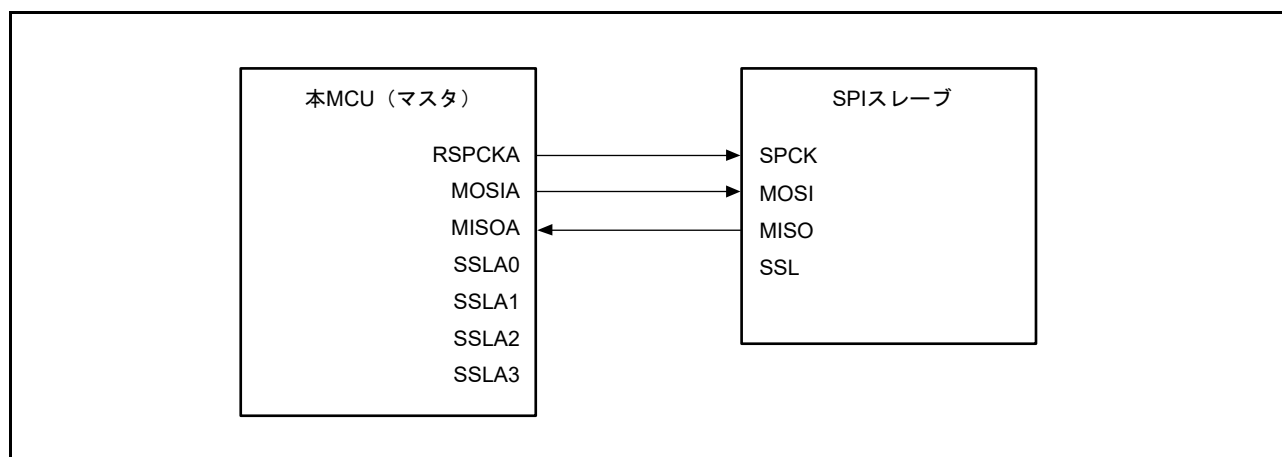 本MCU（マスタ）
RSPCKA
MOSIA
MISOA
SSLA0
SSLA1
SSLA2
SSLA3
SPIスレーブ
SPCK
MOSI
MISO
SSL